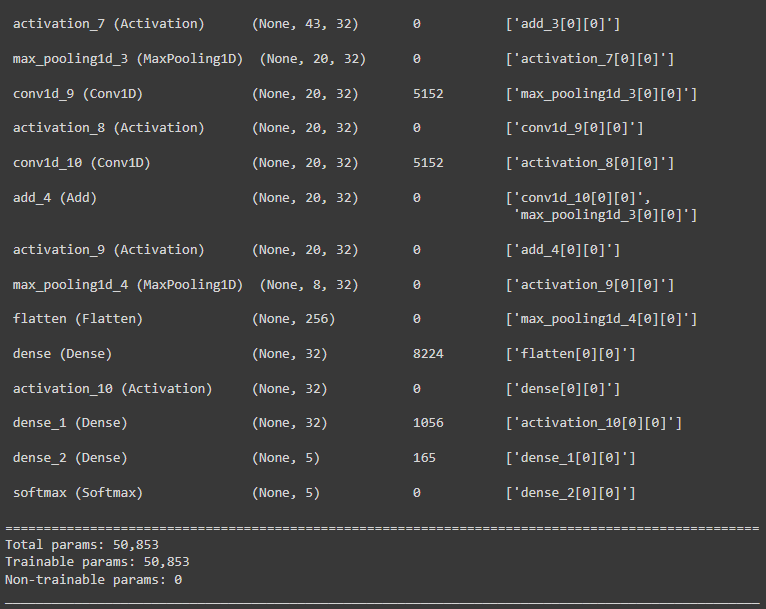 activation_7 (Activation) (None, 43, 32) 0 ['add_3[0][0]']
max_pooling1d_3 (MaxPooling1D) (None, 20, 32) 0 ['activation_7[0][0]']
conv1d_9 (Conv1D) (None, 20, 32) 5152 ['max_pooling1d_3[0][0]']
activation_8 (Activation) (None, 20, 32) 0 ['conv1d_9[0][0]']
conv1d_10 (Conv1D) (None, 20, 32) 5152 ['activation_8[0][0]']
add_4 (Add) (None, 20, 32) 0 ['conv1d_10[0][0]',
'max_pooling1d_3[0][0]']
activation_9 (Activation) (None, 20, 32) 0 ['add_4[0][0]']
max_pooling1d_4 (MaxPooling1D) (None, 8, 32) 0 ['activation_9[0][0]']
flatten (Flatten) (None, 256) 0 ['max_pooling1d_4[0][0]']
dense (Dense) (None, 32) 8224 ['flatten[0][0]']
activation_10 (Activation) (None, 32) 0 ['dense[0][0]']
dense_1 (Dense) (None, 32) 1056 ['activation_10[0][0]']
dense_2 (Dense) (None, 5) 165 ['dense_1[0][0]']
softmax (Softmax) (None, 5) 0 ['dense_2[0][0]']
==================================================================================================
Total params: 50,853
Trainable params: 50,853
Non-trainable params: 0
__________________________________________________________________________________________________